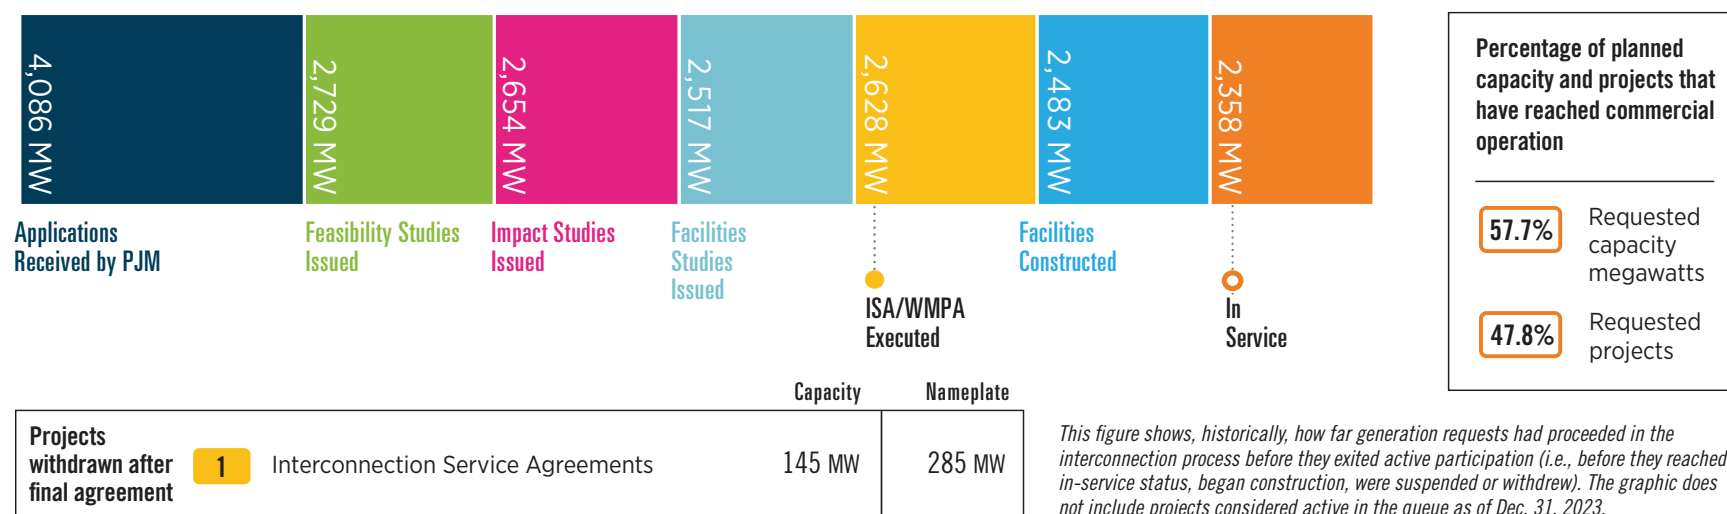 4,086 MW
2,729 MW
2,654 MW
2,517 MW
2,628 MW
2,483 MW
2,358 MW
Applications
Received by PJM
Feasibility Studies
Issued
Impact Studies
Issued
Facilities
Studies
Issued
ISA/WMPA
Executed
Facilities
Constructed
In
Service
Percentage of planned
capacity and projects that
have reached commercial
operation
57.7%
Requested
capacity
megawatts
47.8%
Requested
projects
Capacity
Nameplate
Projects
withdrawn after
final agreement
1
Interconnection Service Agreements
145 MW
285 MW
This figure shows, historically, how far generation requests had proceeded in the
interconnection process before they exited active participation (i.e., before they reached
in-service status, began construction, were suspended or withdrew). The graphic does
not include projects considered active in the queue as of Dec. 31, 2023.